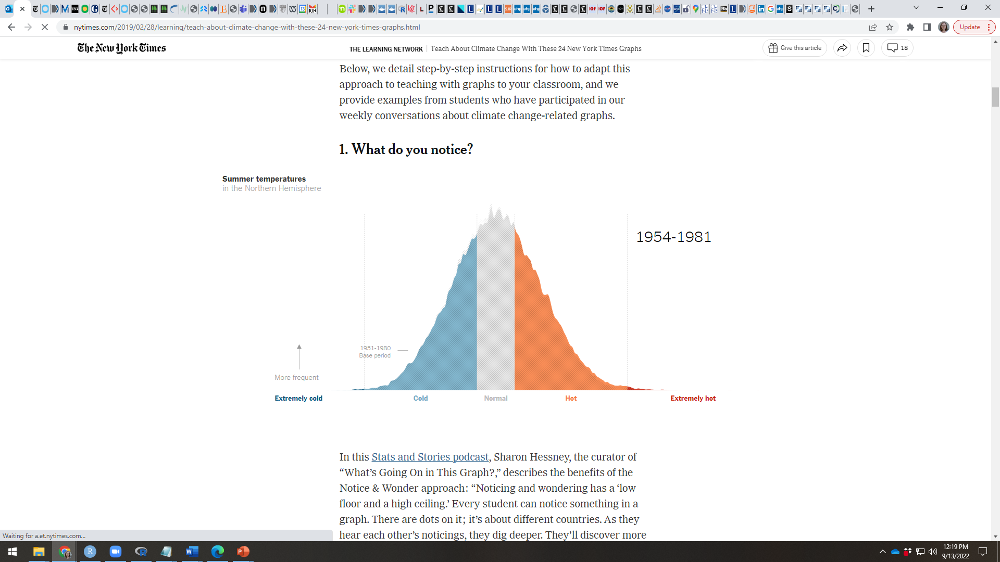 nytimes.com/2019/02/28/learning/teach-about-climate-change-with-these-24-new-york-times-graphs.html
Update
The New York Times
THE LEARNING NETWORK | Teach About Climate Change With These 24 New York Times Graphs
Give this article
18
Below, we detail step-by-step instructions for how to adapt this
approach to teaching with graphs to your classroom, and we
provide examples from students who have participated in our
weekly conversations about climate change-related graphs.
1. What do you notice?
Summer temperatures
in the Northern Hemisphere
1954-1981
1951-1980
Base period
More frequent
Extremely cold
Cold
Normal
Hot
Extremely hot
In this Stats and Stories podcast, Sharon Hessney, the curator of
“What’s Going On in This Graph?,” describes the benefits of the
Notice & Wonder approach: “Noticing and wondering has a ‘low
floor and a high ceiling.’ Every student can notice something in a
graph. There are dots on it; it’s about different countries. As they
hear each other’s noticings, they dig deeper. They’ll discover more
Waiting for a.et.nytimes.com...
12:19 PM
9/13/2022